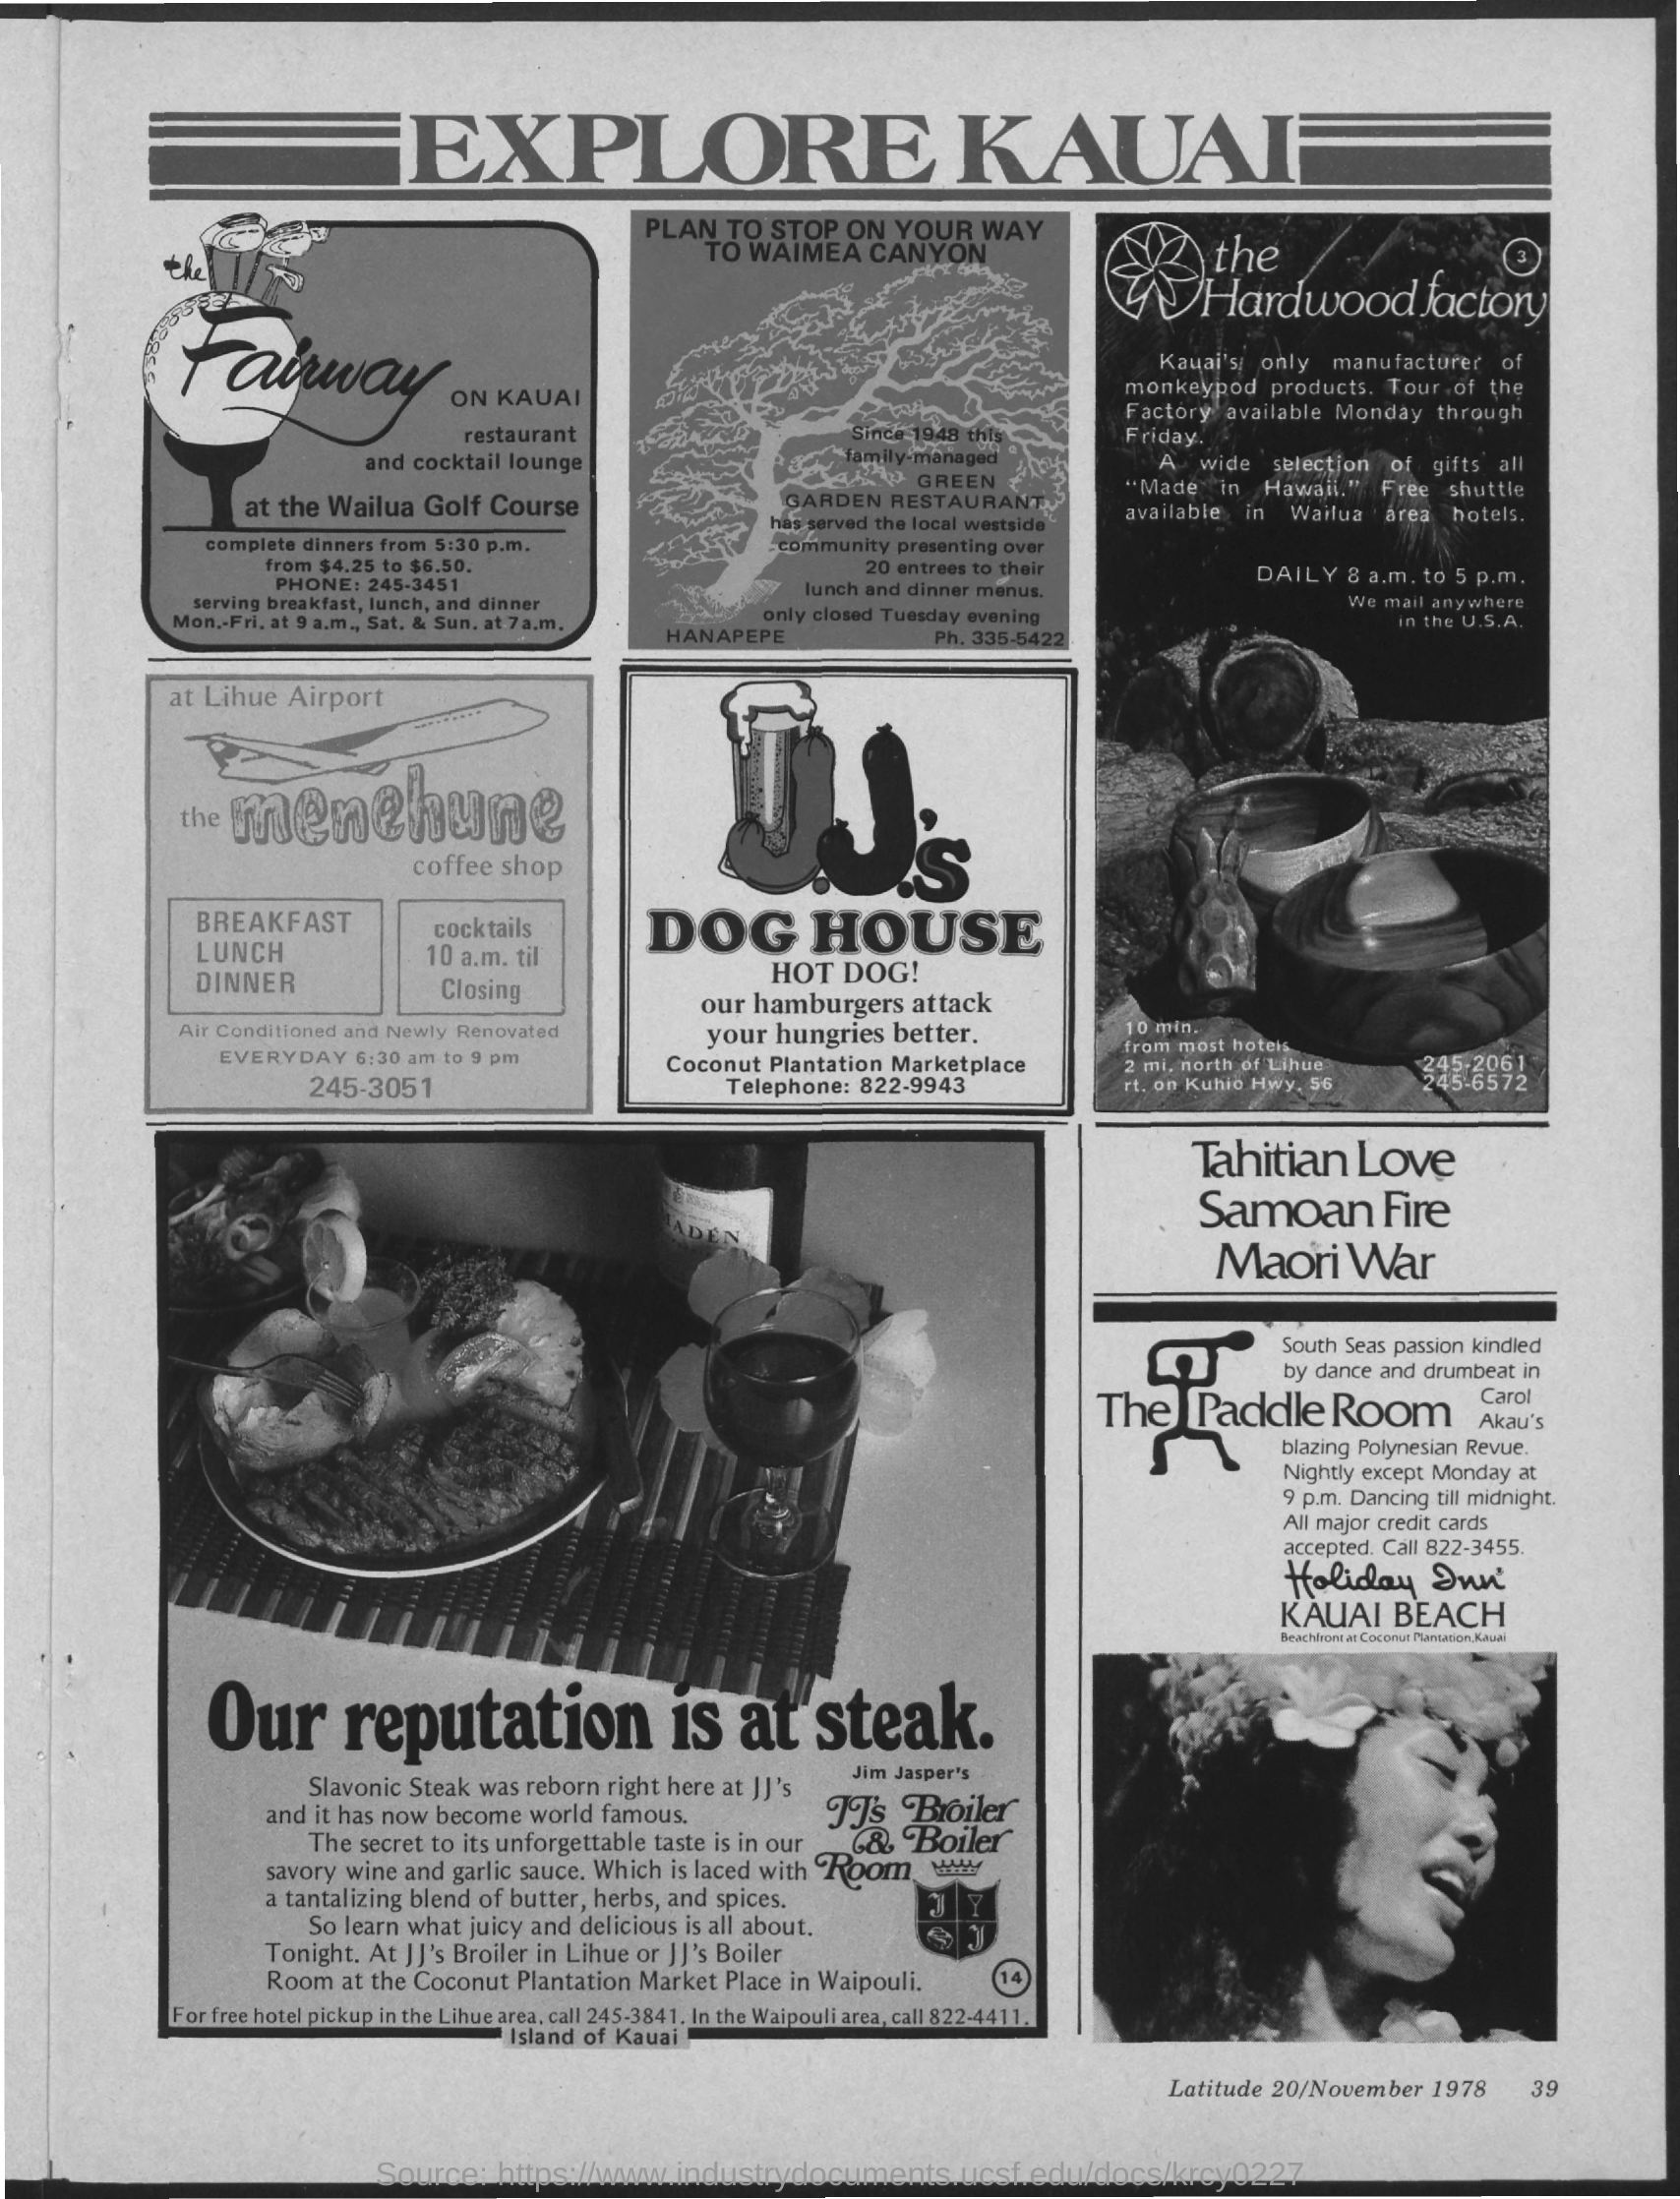 EXPLORE KAUAI
the
Fairway
ON KAUAI
restaurant
and cocktail lounge
at the Wailua Golf Course
complete dinners from 5:30 p.m.
from $4.25 to $6.50.
PHONE: 245-3451
serving breakfast, lunch, and dinner
Mon.-Fri. at 9 a.m., Sat. & Sun. at 7 a.m.
PLAN TO STOP ON YOUR WAY
TO WAIMEA CANYON
Since 1948 this
family-managed
GREEN
GARDEN RESTAURANT
has served the local westside
community presenting over
20 entrees to their
lunch and dinner menus.
only closed Tuesday evening
HANAPEPE Ph. 335-5422
the
Hardwood factory
3
Kauai's only manufacturer of
monkeypod products. Tour of the
Factory available Monday through
Friday.
A wide selection of gifts all
"Made in Hawaii." Free shuttle
available in Wailua area hotels.
DAILY 8 a.m. to 5 p.m.
We mail anywhere
in the U.S.A.
10 min.
from most hotels
2 mi. north of Lihue
rt. on Kuhio Hwy. 56
245-2061
245-6572
at Lihue Airport
the menehune
coffee shop
BREAKFAST
LUNCH
DINNER
cocktails
10 a.m. til
Closing
Air Conditioned and Newly Renovated
EVERYDAY 6:30 am to 9 pm
245-3051
J.J.'s
DOG HOUSE
HOT DOG!
our hamburgers attack
your hungries better.
Coconut Plantation Marketplace
Telephone: 822-9943
ADÉN
Our reputation is at steak.
Slavonic Steak was reborn right here at JJ's
and it has now become world famous.
The secret to its unforgettable taste is in our
savory wine and garlic sauce. Which is laced with
a tantalizing blend of butter, herbs, and spices.
So learn what juicy and delicious is all about.
Tonight. At JJ's Broiler in Lihue or JJ's Boiler
Room at the Coconut Plantation Market Place in Waipouli.
Jim Jasper's
JJ's Broiler
& Boiler
Room
J
J
14
For free hotel pickup in the Lihue area, call 245-3841. In the Waipouli area, call 822-4411.
Island of Kauai
Tahitian Love
Samoan Fire
Maori War
South Seas passion kindled
by dance and drumbeat in
The Paddle Room
Carol
Akau's
blazing Polynesian Revue.
Nightly except Monday at
9 p.m. Dancing till midnight.
All major credit cards
accepted. Call 822-3455.
Holiday Inn
KAUAI BEACH
Beachfront at Coconut Plantation, Kauai
Latitude 20/November 1978 39
Source: https://www.industrydocuments.ucsf.edu/docs/krcy0227